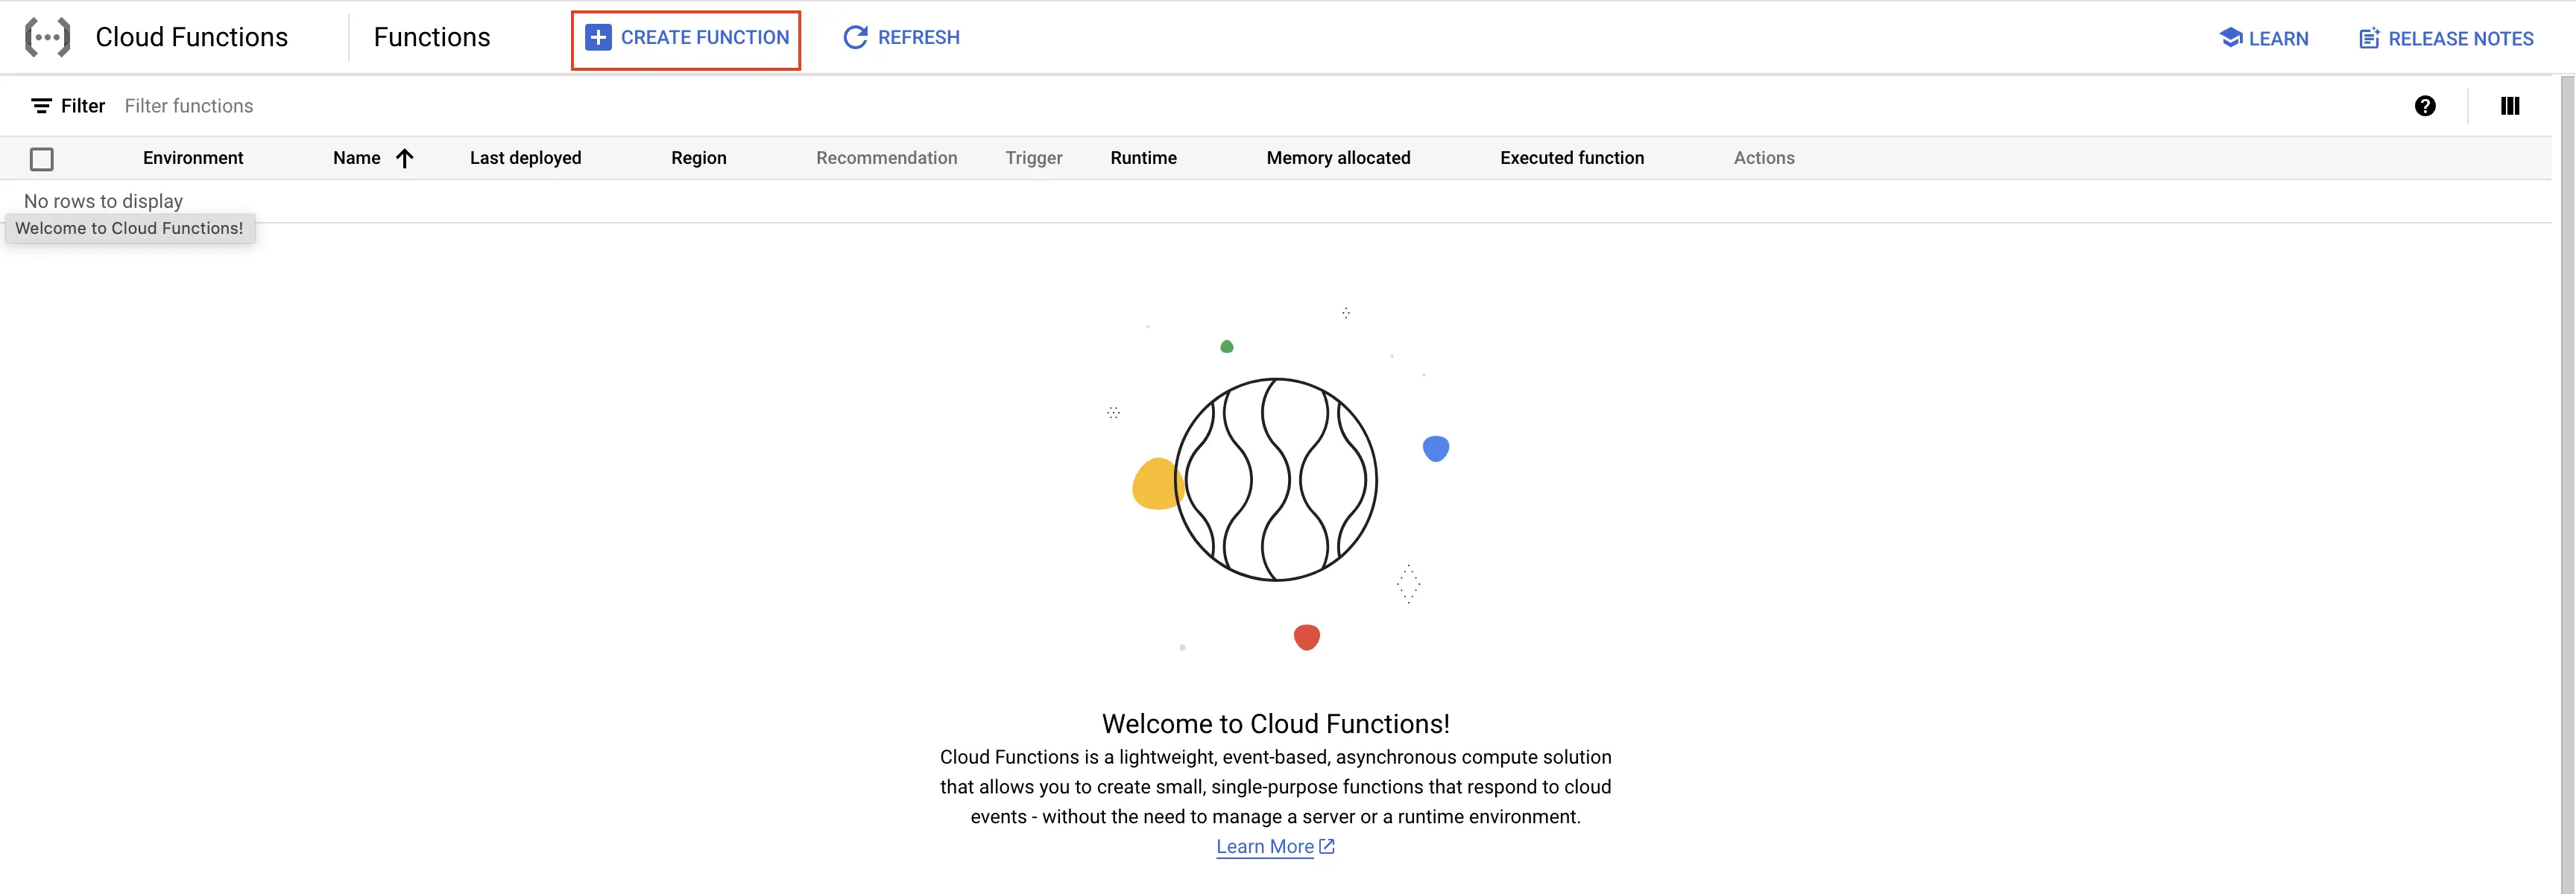 Cloud Functions
Functions
CREATE FUNCTION
REFRESH
LEARN
RELEASE NOTES
Filter
Filter functions
Environment
Name
Last deployed
Region
Recommendation
Trigger
Runtime
Memory allocated
Executed function
Actions
No rows to display
Welcome to Cloud Functions!
Welcome to Cloud Functions!
Cloud Functions is a lightweight, event-based, asynchronous compute solution
that allows you to create small, single-purpose functions that respond to cloud
events - without the need to manage a server or a runtime environment.
Learn More